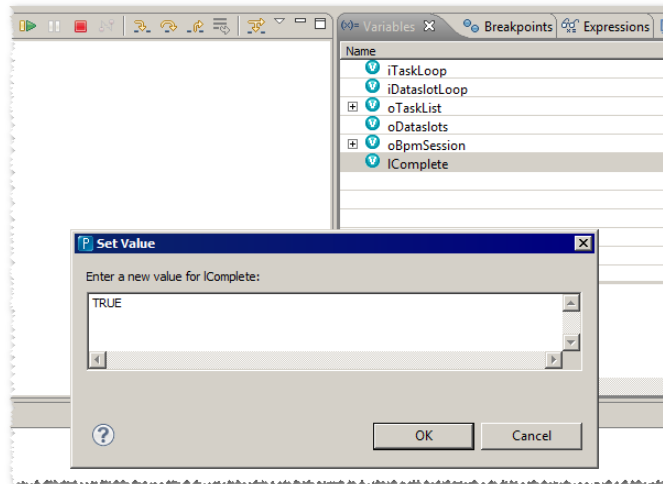 (x)= Variables Breakpoints Expressions
Name
iTaskLoop
iDataslotLoop
oTaskList
oDataslots
oBpmSession
lComplete
Set Value
Enter a new value for lComplete:
TRUE
OK Cancel